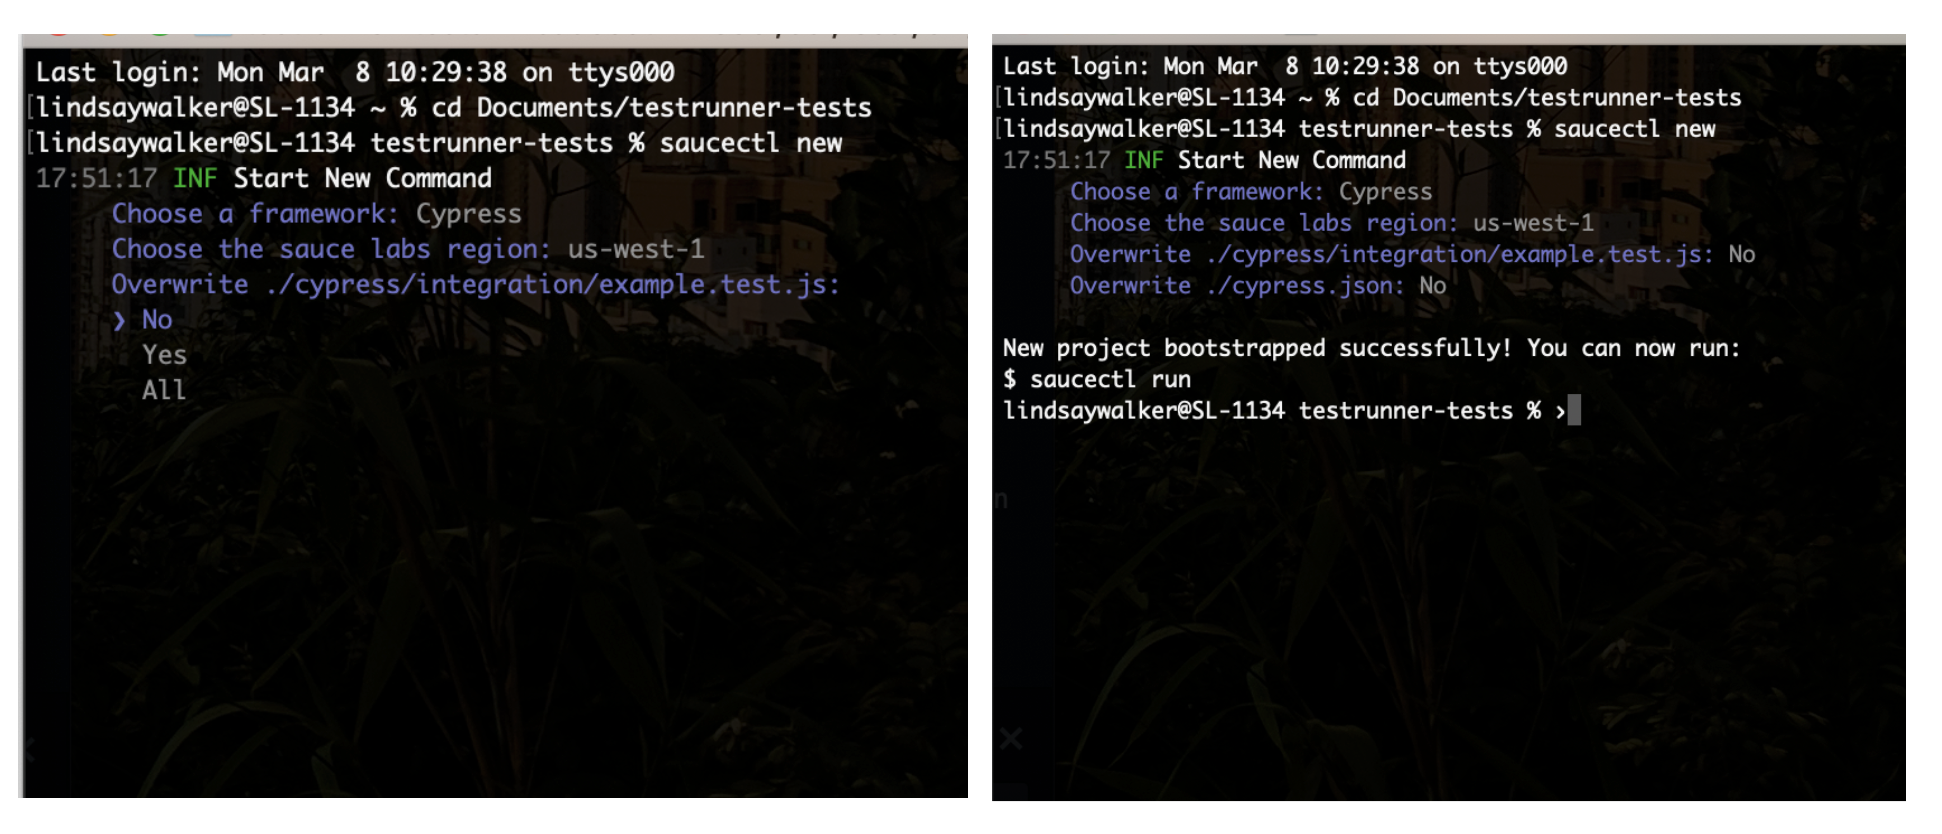 Last login: Mon Mar  8 10:29:38 on ttys000
[lindsaywalker@SL-1134 ~ % cd Documents/testrunner-tests
[lindsaywalker@SL-1134 testrunner-tests % saucectl new
17:51:17 INF Start New Command
Choose a framework: Cypress
Choose the sauce labs region: us-west-1
Overwrite ./cypress/integration/example.test.js:
❯ No
Yes
All
Last login: Mon Mar  8 10:29:38 on ttys000
[lindsaywalker@SL-1134 ~ % cd Documents/testrunner-tests
[lindsaywalker@SL-1134 testrunner-tests % saucectl new
17:51:17 INF Start New Command
Choose a framework: Cypress
Choose the sauce labs region: us-west-1
Overwrite ./cypress/integration/example.test.js: No
Overwrite ./cypress.json: No
New project bootstrapped successfully! You can now run:
$ saucectl run
lindsaywalker@SL-1134 testrunner-tests % ›
n